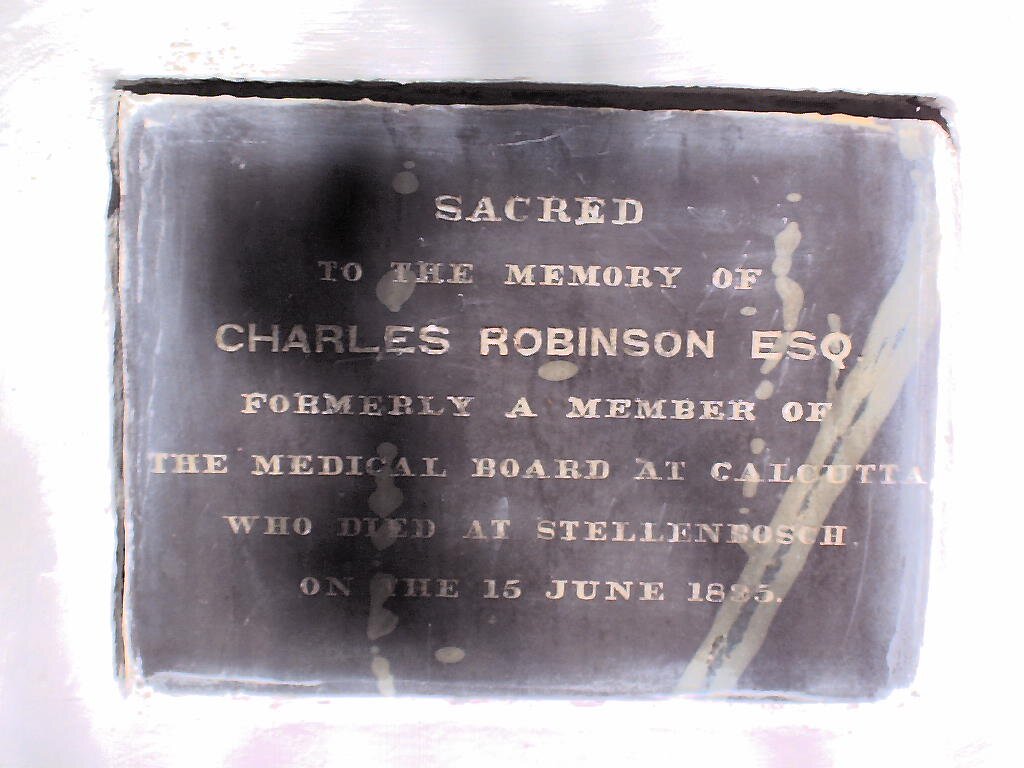 SACRED
TO THE MEMORY OF
CHARLES ROBINSON ESQ.
FORMERLY A MEMBER OF
THE MEDICAL BOARD AT CALCUTTA
WHO DIED AT STELLENBOSCH
ON THE 15 JUNE